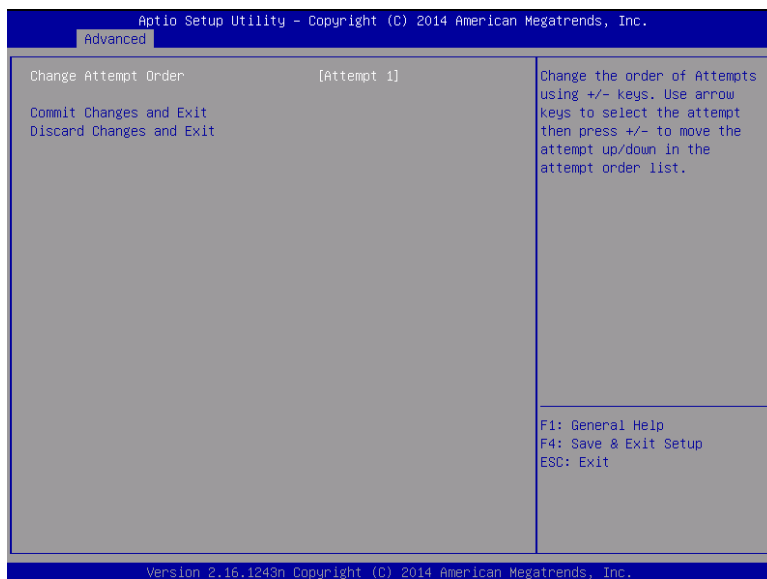 Aptio Setup Utility – Copyright (C) 2014 American Megatrends, Inc.
Advanced
Change Attempt Order [Attempt 1]
Commit Changes and Exit
Discard Changes and Exit
Change the order of Attempts
using +/- keys. Use arrow
keys to select the attempt
then press +/- to move the
attempt up/down in the
attempt order list.
F1: General Help
F4: Save & Exit Setup
ESC: Exit
Version 2.16.1243n Copyright (C) 2014 American Megatrends, Inc.